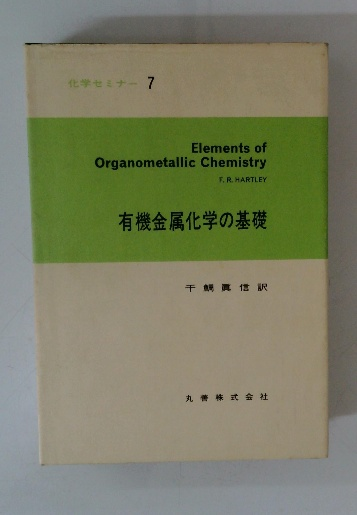 化学セミナー 7
Elements of
Organometallic Chemistry
F. R. HARTLEY
有機金属化学の基礎
干鯛眞信訳
丸善株式会社